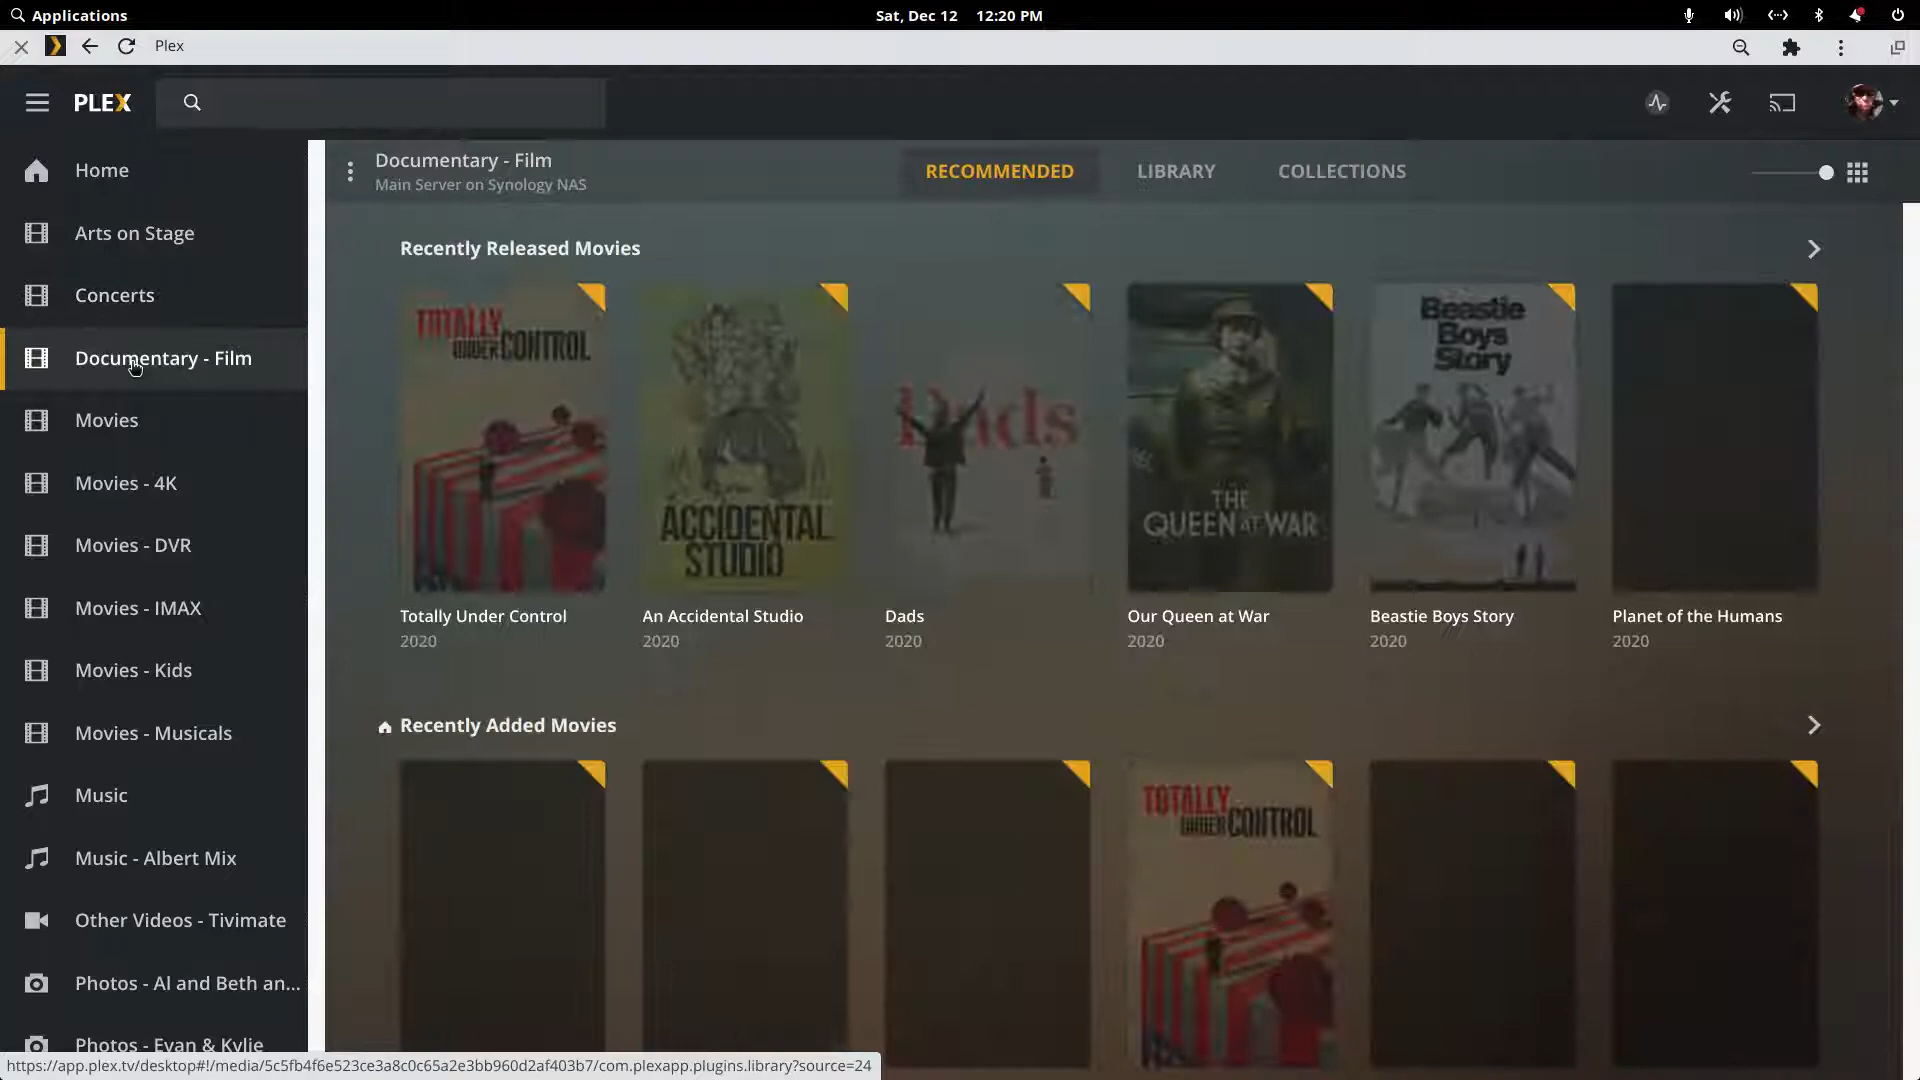 Applications
Sat, Dec 12 12:20 PM
Plex
PLEX
Home
Arts on Stage
Concerts
Documentary - Film
Movies
Movies - 4K
Movies - DVR
Movies - IMAX
Movies - Kids
Movies - Musicals
Music
Music - Albert Mix
Other Videos - Tivimate
Photos - Al and Beth an...
Photos - Evan & Kylie
Documentary - Film
Main Server on Synology NAS
RECOMMENDED
LIBRARY
COLLECTIONS
Recently Released Movies
TOTALLY
UNDER CONTROL
AN
ACCIDENTAL
STUDIO
Dads
THE
QUEEN AT WAR
Beastie
Boys
Story
Totally Under Control
2020
An Accidental Studio
2020
Dads
2020
Our Queen at War
2020
Beastie Boys Story
2020
Planet of the Humans
2020
Recently Added Movies
TOTALLY
UNDER CONTROL
https://app.plex.tv/desktop#!/media/5c5fb4f6e523ce3a8c0c65a2e3bb960d2af403b7/com.plexapp.plugins.library?source=24